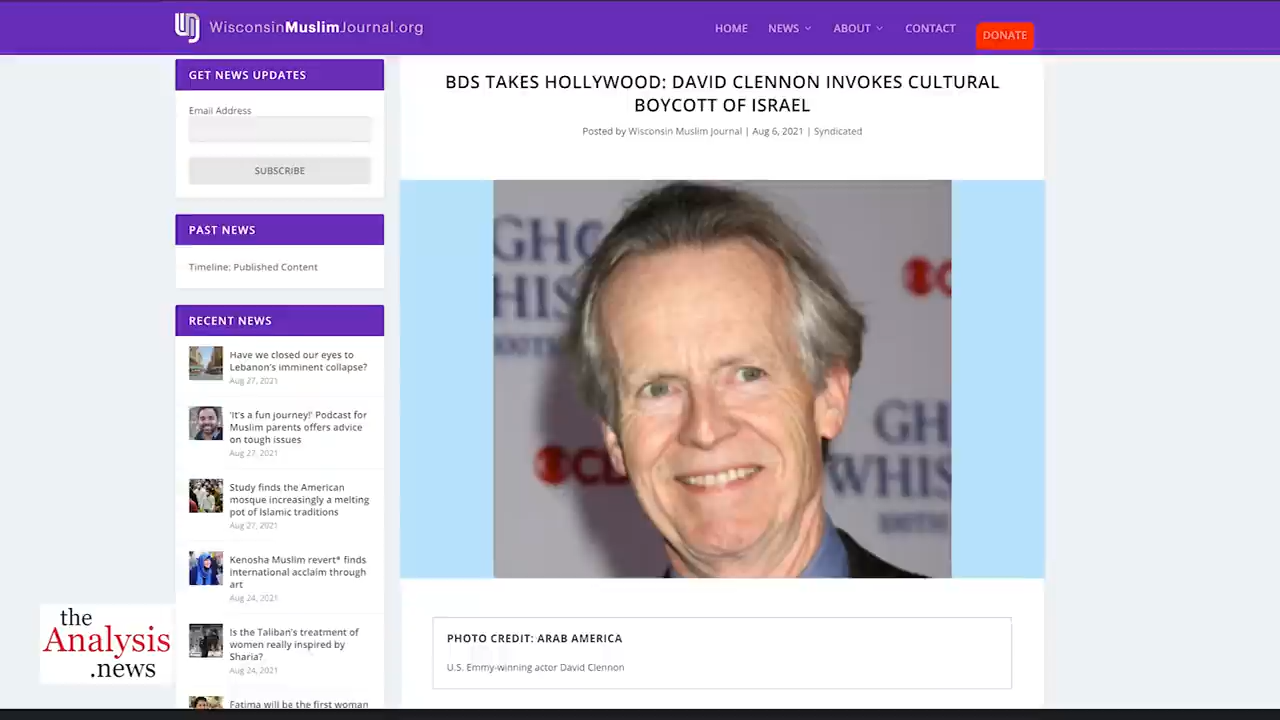 WisconsinMuslimJournal.org
HOME
NEWS
ABOUT
CONTACT
DONATE
GET NEWS UPDATES
Email Address
SUBSCRIBE
PAST NEWS
Timeline: Published Content
RECENT NEWS
Have we closed our eyes to
Lebanon's imminent collapse?
Aug 27, 2021
'It's a fun journey!' Podcast for
Muslim parents offers advice
on tough issues
Aug 27, 2021
Study finds the American
mosque increasingly a melting
pot of Islamic traditions
Aug 27, 2021
Kenosha Muslim revert* finds
international acclaim through
art
Aug 24, 2021
Is the Taliban's treatment of
women really inspired by
Sharia?
Aug 24, 2021
Fatima will be the first woman
BDS TAKES HOLLYWOOD: DAVID CLENNON INVOKES CULTURAL
BOYCOTT OF ISRAEL
Posted by Wisconsin Muslim Journal | Aug 6, 2021 | Syndicated
GHO
WHIS
GH
WHIS
PHOTO CREDIT: ARAB AMERICA
U.S. Emmy-winning actor David Clennon
the
Analysis
.news